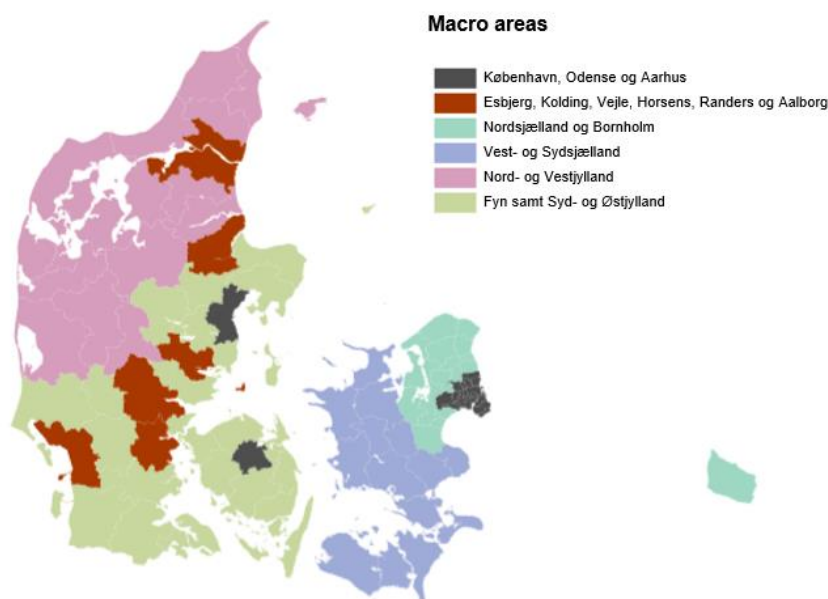 Macro areas
København, Odense og Aarhus
Esbjerg, Kolding, Vejle, Horsens, Randers og Aalborg
Nordsjælland og Bornholm
Vest- og Sydsjælland
Nord- og Vestjylland
Fyn samt Syd- og Østjylland